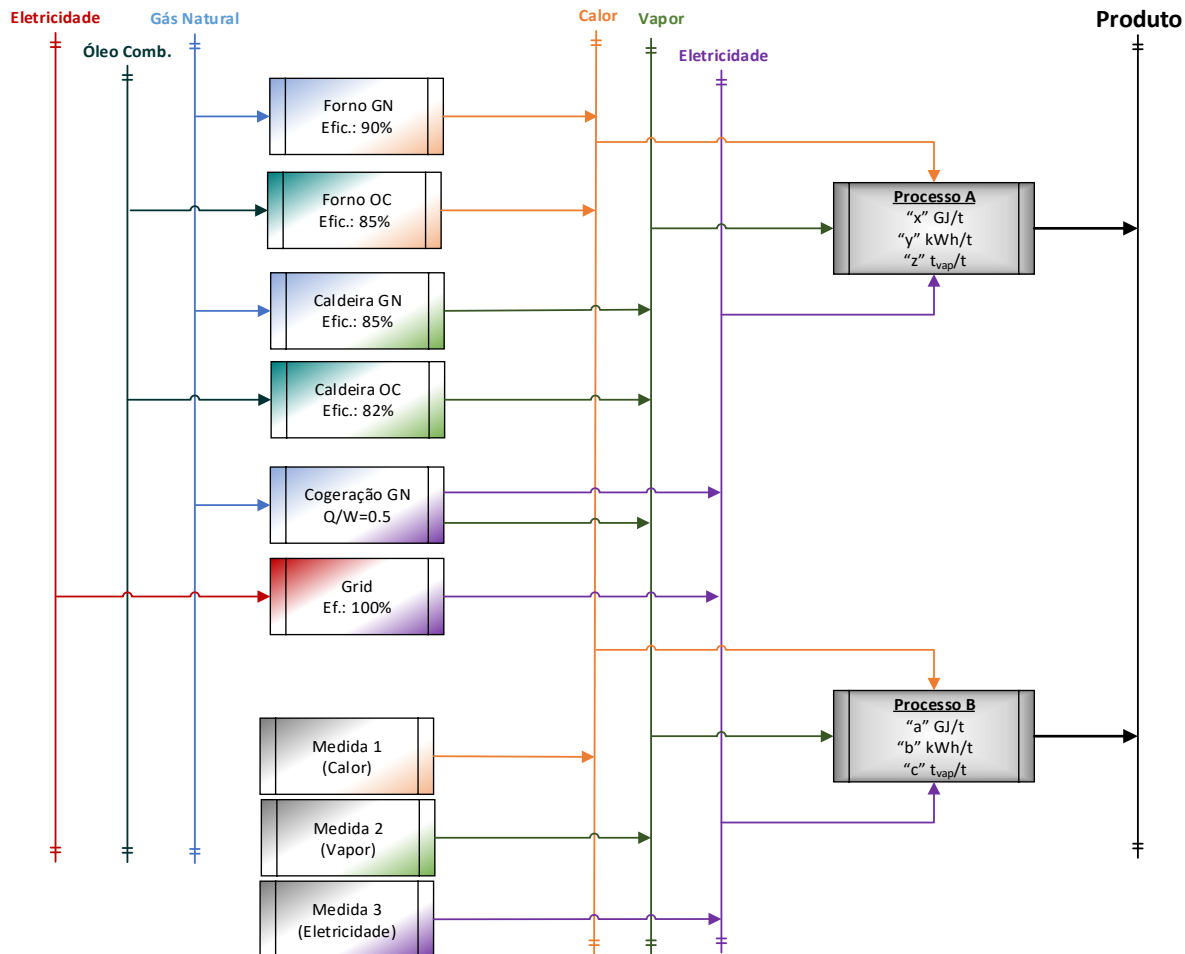 Eletricidade
Gás Natural
Calor
Vapor
Produto
Óleo Comb.
Eletricidade
Forno GN
Efic.: 90%
Forno OC
Efic.: 85%
Processo A
"x" GJ/t
"y" kWh/t
"z" tvap/t
Caldeira GN
Efic.: 85%
Caldeira OC
Efic.: 82%
Cogeração GN
Q/W=0.5
Grid
Ef.: 100%
Processo B
"a" GJ/t
"b" kWh/t
"c" tvap/t
Medida 1
(Calor)
Medida 2
(Vapor)
Medida 3
(Eletricidade)